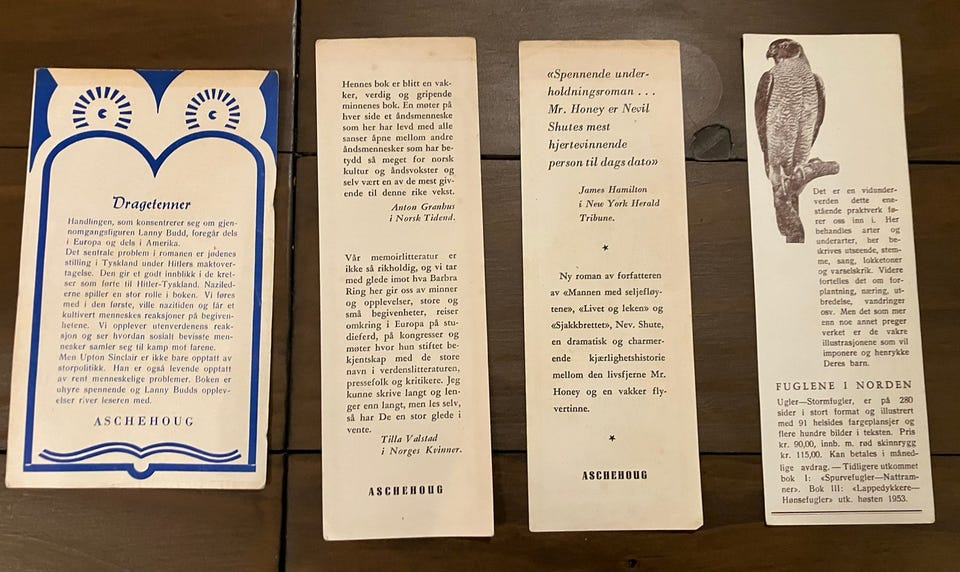 Dragetenner
Handlingen, som konsentrerer seg om gjen-
nomgangsfiguren Lanny Budd, foregår dels
i Europa og dels i Amerika.
Det sentrale problem i romanen er jødenes
stilling i Tyskland under Hitlers maktover-
tagelse. Den gir et godt innblikk i de kret-
ser som førte til Hitler-Tyskland. Naziled-
erne spiller en stor rolle i boken. Vi føres
med i den første, ville nazitiden og får et
kultivert menneskes reaksjoner på begiven-
hetene. Vi opplever utenverdenens reak-
sjon og ser hvordan sosialt bevisste men-
nesker samler seg til kamp mot farene.
Men Upton Sinclair er ikke bare opptatt av
storpolitikk. Han er også levende opptatt
av rent menneskelige problemer. Boken er
uhyre spennende og Lanny Budds opplev-
elser river leseren med.
ASCHEHOUG
Hennes bok er blitt en vak-
ker, verdig og gripende
minnenes bok. En møter på
hver side et åndsmenneske
som her har levd med alle
sanser åpne mellom andre
åndsmennesker som har be-
tydd så meget for norsk
kultur og åndsvokster og
selv vært en av de mest giv-
ende til denne rike vekst.
Anton Granhus
i Norsk Tidend.
Vår memoirlitteratur er
ikke så rikholdig, og vi tar
med glede imot hva Barbra
Ring her gir oss av minner
og opplevelser, store og
små begivenheter, reiser
omkring i Europa på stu-
dieferd, på kongresser og
møter hvor hun stiftet be-
kjentskap med de store
navn i verdenslitteraturen,
pressefolk og kritikere. Jeg
kunne skrive langt og len-
ger enn langt, men les selv,
så har De en stor glede i
vente.
Tilla Valstad
i Norges Kvinner.
ASCHEHOUG
«Spennende under-
holdningsroman . . .
Mr. Honey er Nevil
Shutes mest
hjertevinnende
person til dags dato»
James Hamilton
i New York Herald
Tribune.
Ny roman av forfatteren
av «Mannen med seljefløy-
tene», «Livet og leken» og
«Sjakkbrettet», Nev. Shute,
en dramatisk og charmer-
ende kjærlighetshistorie
mellom den livsfjerne Mr.
Honey og en vakker fly-
vertinne.
ASCHEHOUG
Det er en vidunder-
verden dette ene-
stående praktverk fø-
rer oss inn i. Her
behandles arter og
underarter, her be-
skrives utseende, stem-
me, sang, lokketoner
og varselskrik. Videre
fortelles det om for-
plantning, næring, ut-
bredelse, vandringer
osv. Men det som mer
enn noe annet preger
verket er de vakre
illustrasjonene som vil
imponere og henrykke
Deres barn.
FUGLENE I NORDEN
Ugler—Stormfugler, er på 280
sider i stort format og illustrert
med 91 helsides fargeplansjer og
flere hundre bilder i teksten. Pris
kr. 90,00, innb. m. rød skinnrygg
kr. 115,00. Kan betales i måned-
lige avdrag. — Tidligere utkommet
bok I: «Spurvefugler—Nattram-
ner». Bok III: «Lappedykkere—
Hønsefugler» utk. høsten 1953.